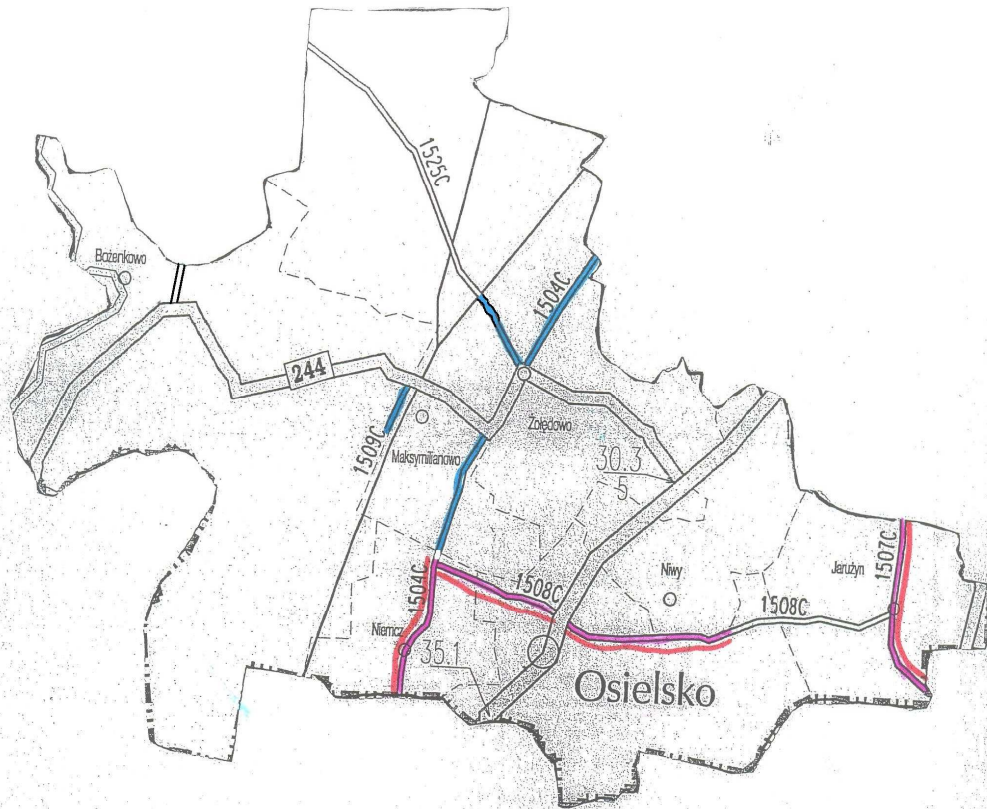 1525C
Bożenkowo
1504C
244
Żołędowo
1509C
Maksymilianowo
30.3
5
1507C
Jarużyn
Niwy
1504C
1508C
1508C
Niemcz
35.1
Osielsko